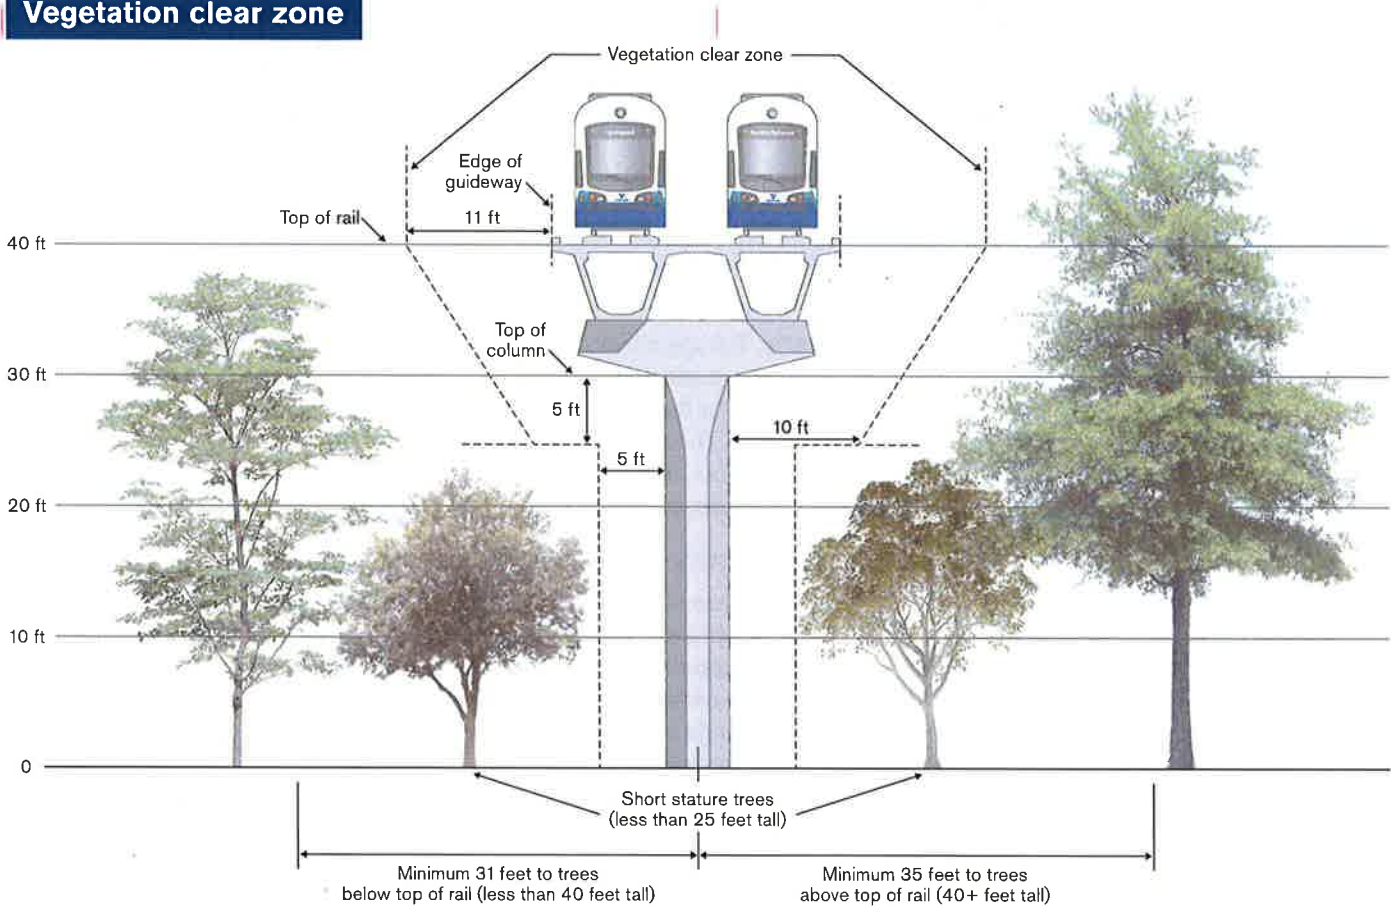 Vegetation clear zone
Vegetation clear zone
Edge of
guideway
Top of rail
11 ft
40 ft
Top of
column
30 ft
5 ft
10 ft
5 ft
20 ft
10 ft
0
Short stature trees
(less than 25 feet tall)
Minimum 31 feet to trees
below top of rail (less than 40 feet tall)
Minimum 35 feet to trees
above top of rail (40+ feet tall)